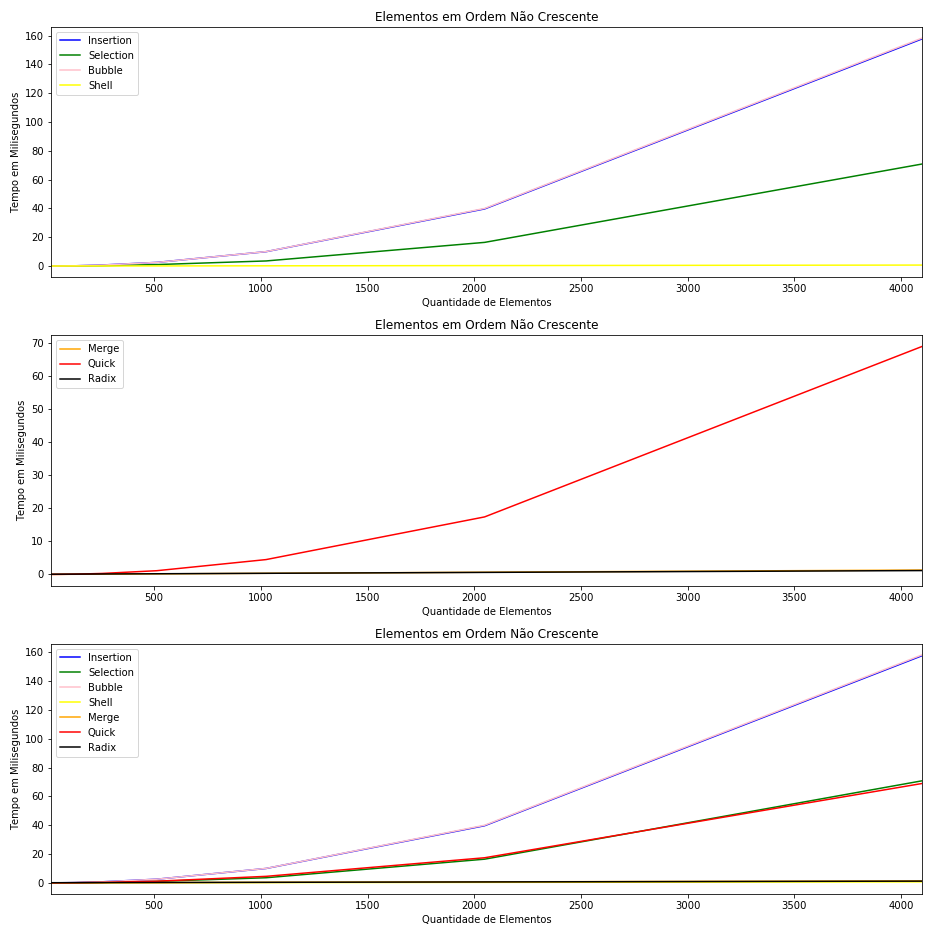 Elementos em Ordem Não Crescente
Insertion
Selection
Bubble
Shell
Tempo em Milisegundos
160
140
120
100
80
60
40
20
0
500
1000
1500
2000
2500
3000
3500
4000
Quantidade de Elementos
Elementos em Ordem Não Crescente
Merge
Quick
Radix
Tempo em Milisegundos
70
60
50
40
30
20
10
0
500
1000
1500
2000
2500
3000
3500
4000
Quantidade de Elementos
Elementos em Ordem Não Crescente
Insertion
Selection
Bubble
Shell
Merge
Quick
Radix
Tempo em Milisegundos
160
140
120
100
80
60
40
20
0
500
1000
1500
2000
2500
3000
3500
4000
Quantidade de Elementos